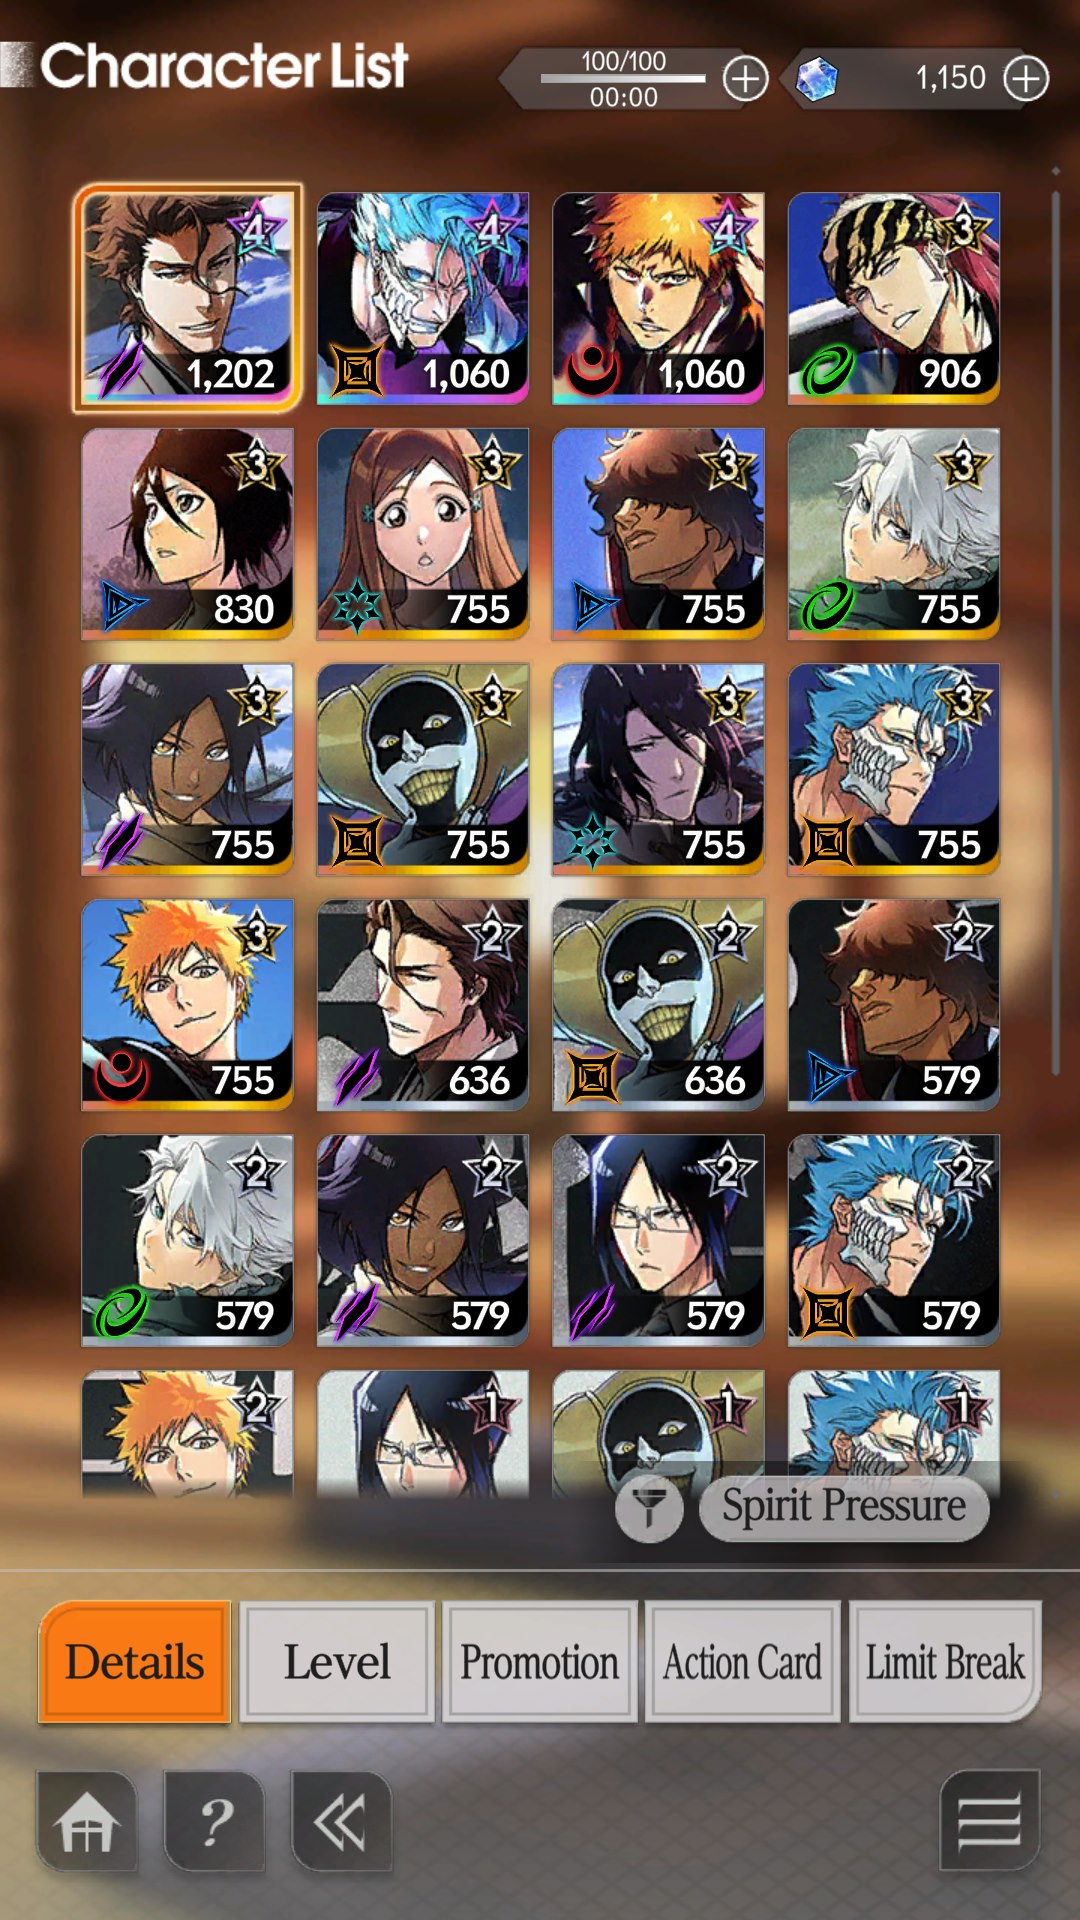 Character List
100/100
00:00
1,150
4 4 4 3
1,202 1,060 1,060 906
3 3 3 3
830 755 755 755
3 3 3 3
755 755 755 755
3 2 2 2
755 636 636 579
2 2 2 2
579 579 579 579
2 1 1 1
Spirit Pressure
Details Level Promotion Action Card Limit Break
?